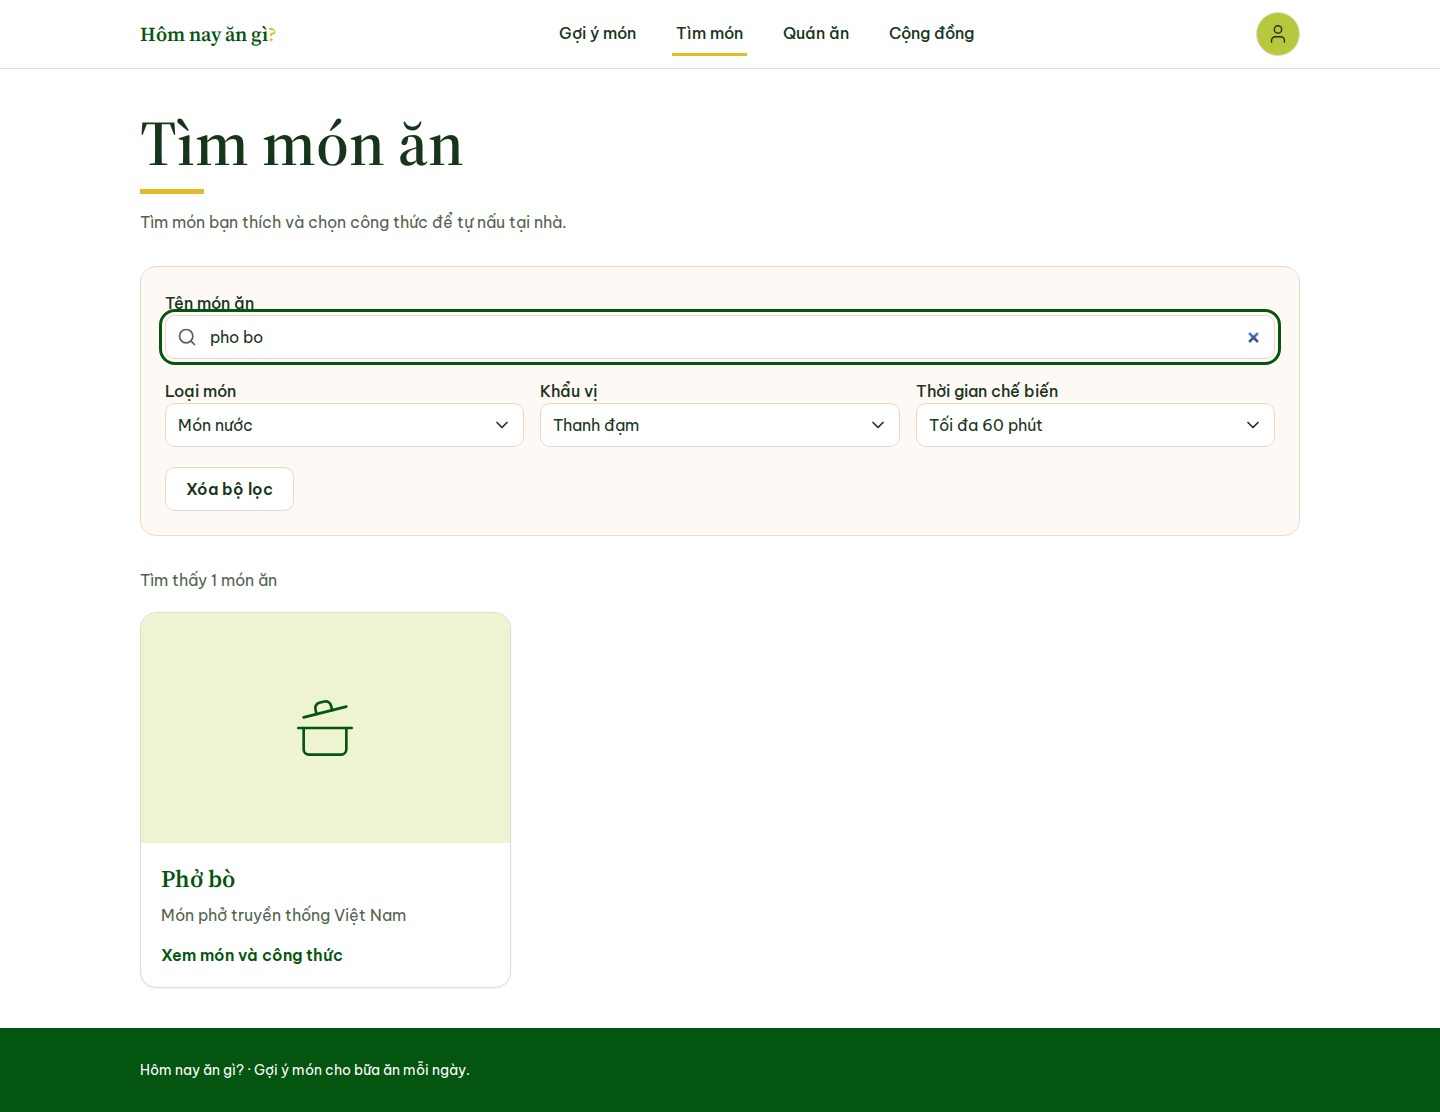 Hôm nay ăn gì?
Gợi ý món
Tìm món
Quán ăn
Cộng đồng
Tìm món ăn
Tìm món bạn thích và chọn công thức để tự nấu tại nhà.
Tên món ăn
pho bo
Loại món
Khẩu vị
Thời gian chế biến
Món nước
Thanh đạm
Tối đa 60 phút
Xóa bộ lọc
Tìm thấy 1 món ăn
Phở bò
Món phở truyền thống Việt Nam
Xem món và công thức
Hôm nay ăn gì? · Gợi ý món cho bữa ăn mỗi ngày.